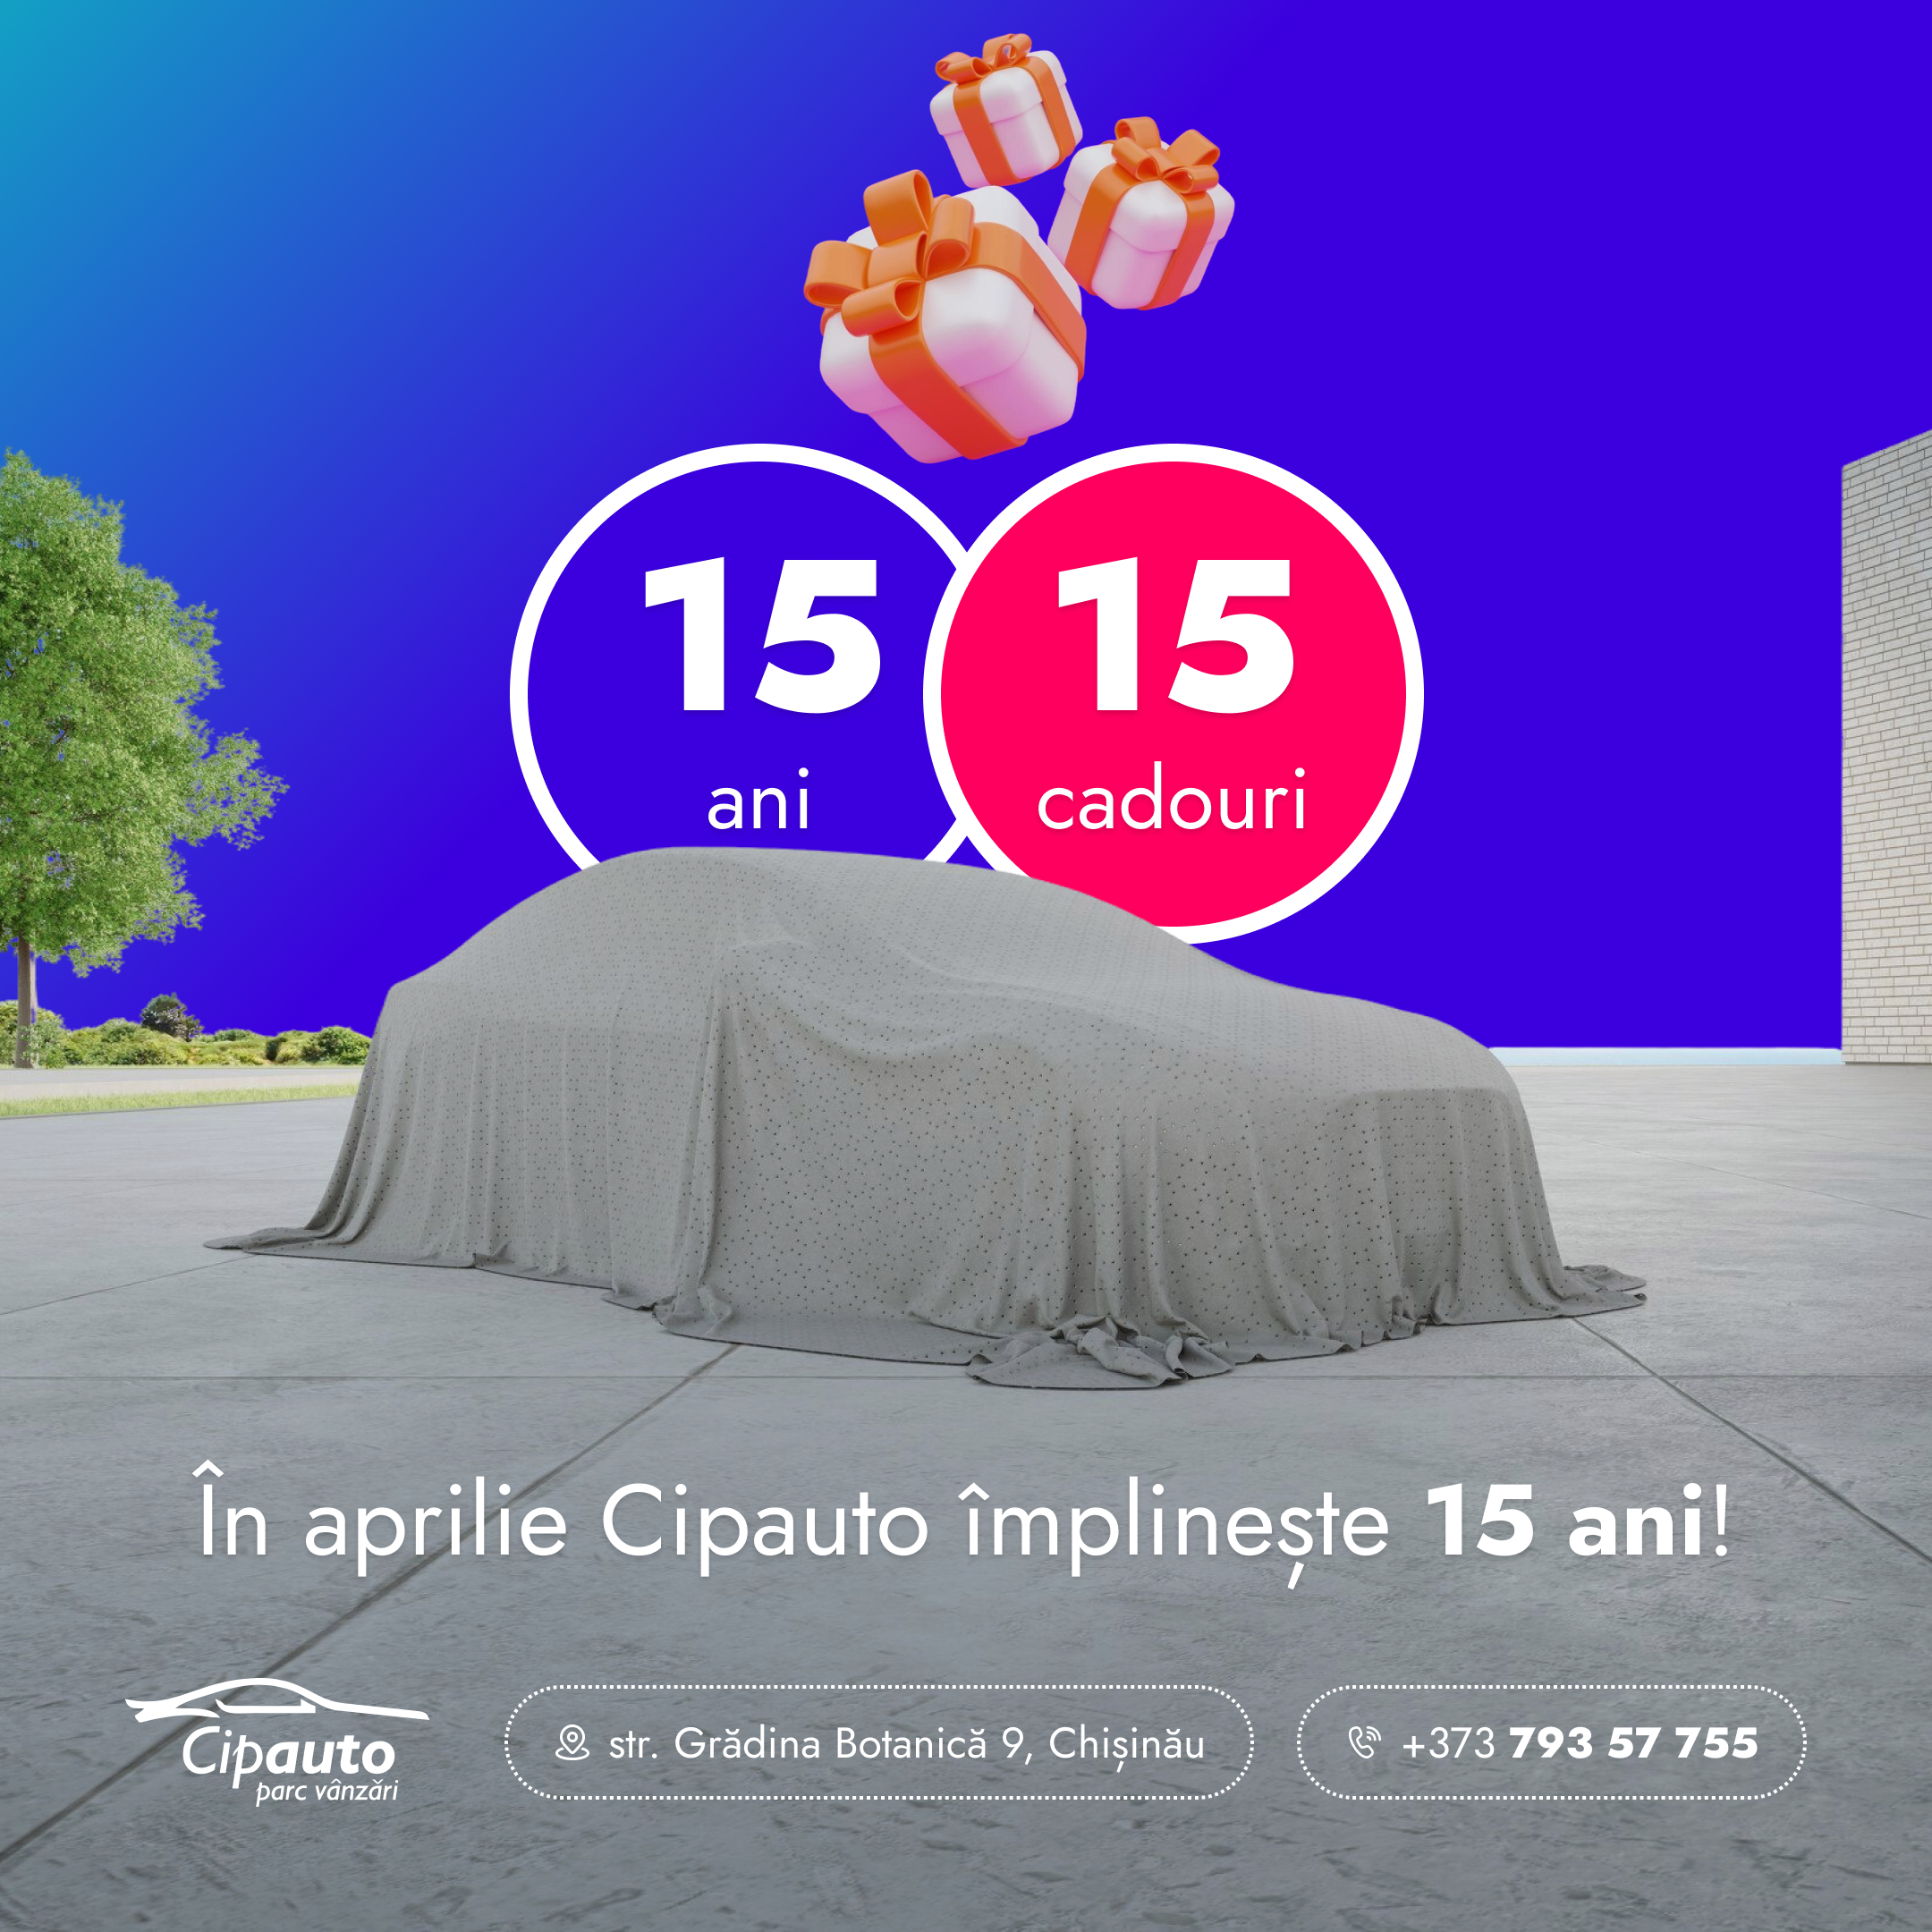 15
ani
15
cadouri
În aprilie Cipauto împlinește 15 ani!
Cipauto
parc vânzări
str. Grădina Botanică 9, Chișinău
+373 793 57 755